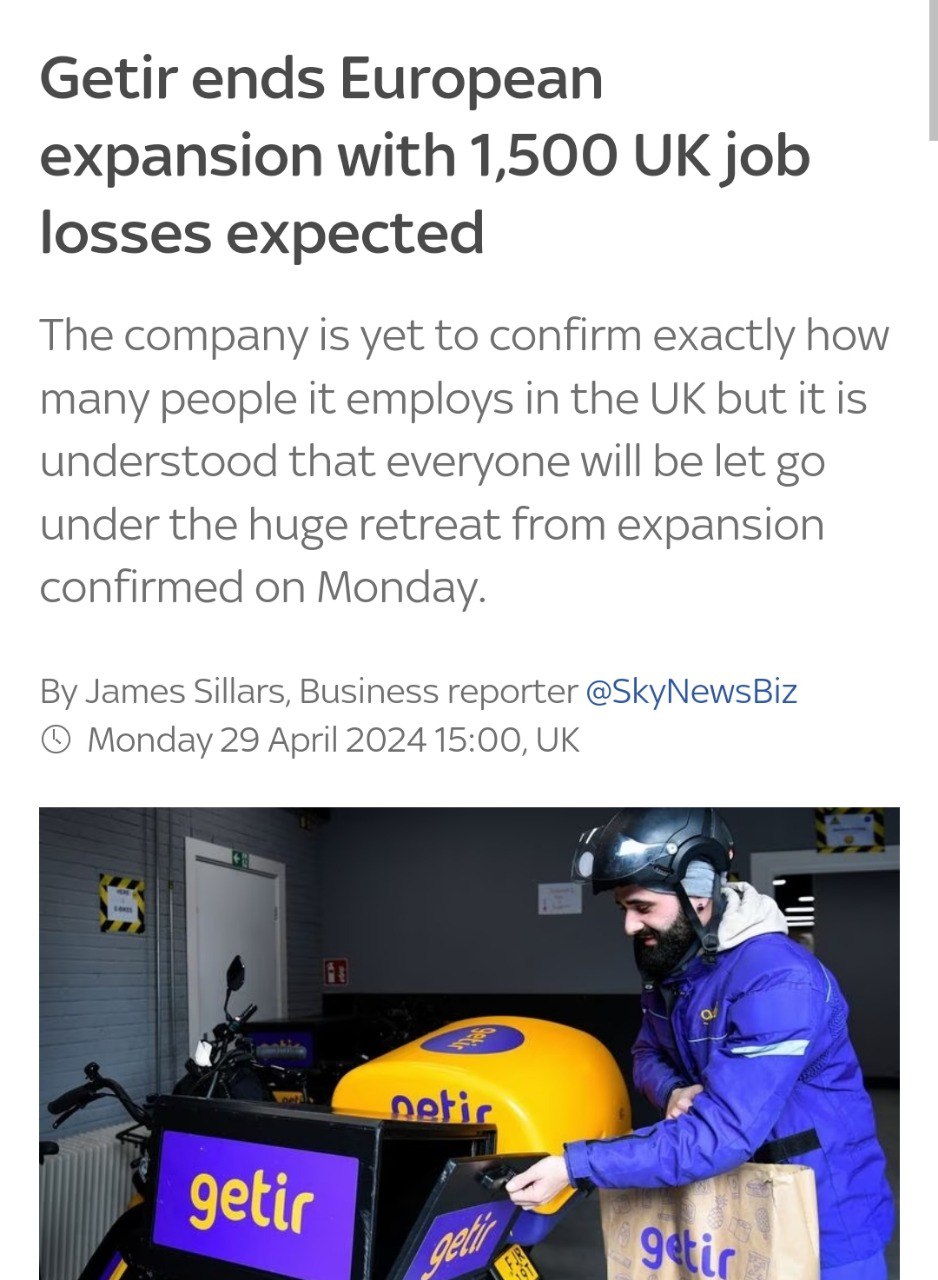 Getir ends European
expansion with 1,500 UK job
losses expected
The company is yet to confirm exactly how
many people it employs in the UK but it is
understood that everyone will be let go
under the huge retreat from expansion
confirmed on Monday.
By James Sillars, Business reporter @SkyNewsBiz
Monday 29 April 2024 15:00, UK
getir
getir
getir
getir
getir